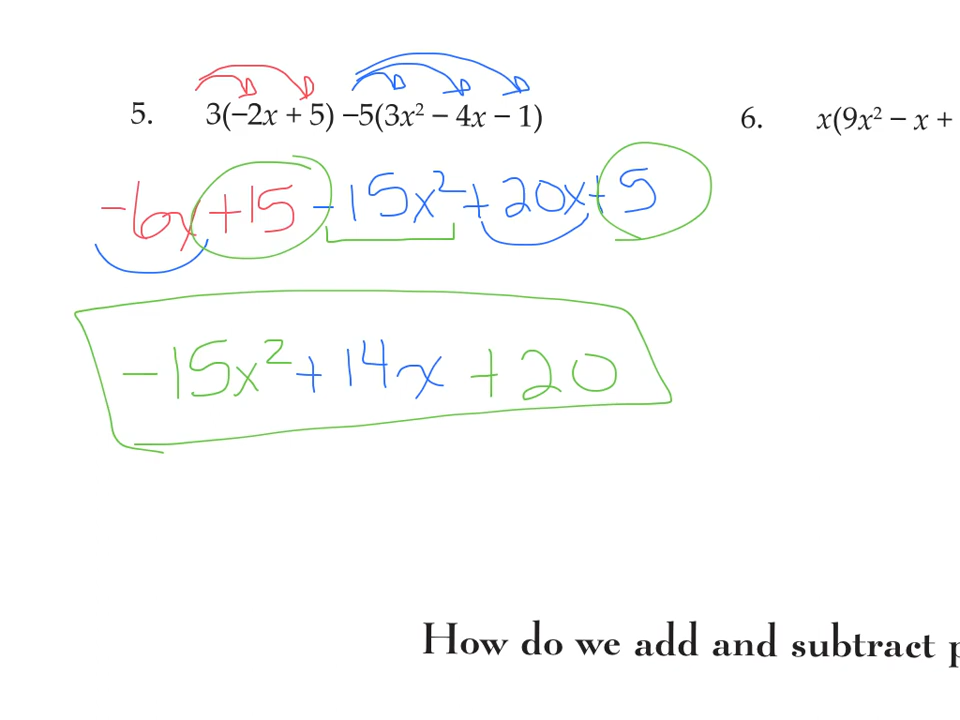 5. 3(−2x + 5) −5(3x² − 4x − 1)
6. x(9x² − x +
-6x +15 -15x² +20x +5
-15x² + 14x + 20
How do we add and subtract p